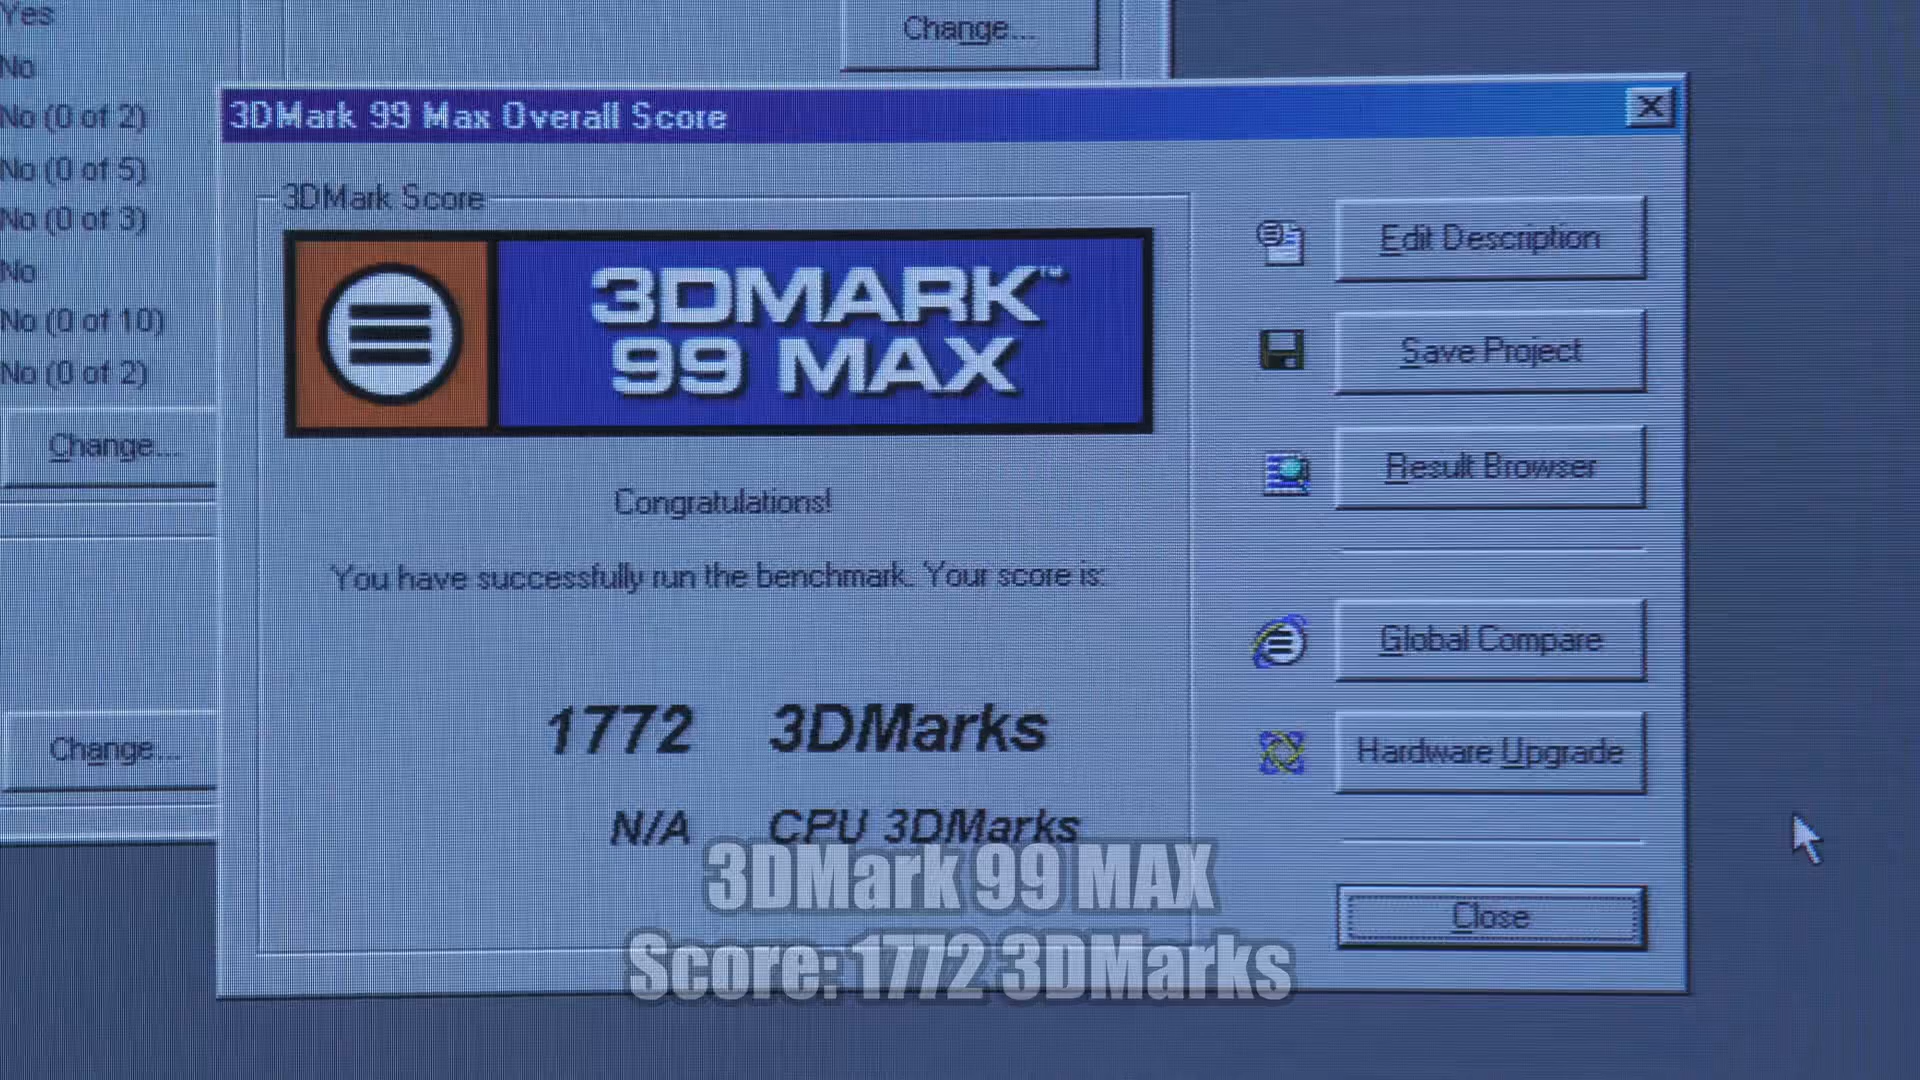 Yes
No
No (0 of 2)
No (0 of 5)
No (0 of 3)
No
No (0 of 10)
No (0 of 2)
Change...
Change...
Change...
3DMark 99 Max Overall Score
3DMark Score
3DMARK™
99 MAX
Congratulations!
You have successfully run the benchmark. Your score is:
1772 3DMarks
N/A CPU 3DMarks
Edit Description
Save Project
Result Browser
Global Compare
Hardware Upgrade
Close
3DMark 99 MAX
Score: 1772 3DMarks